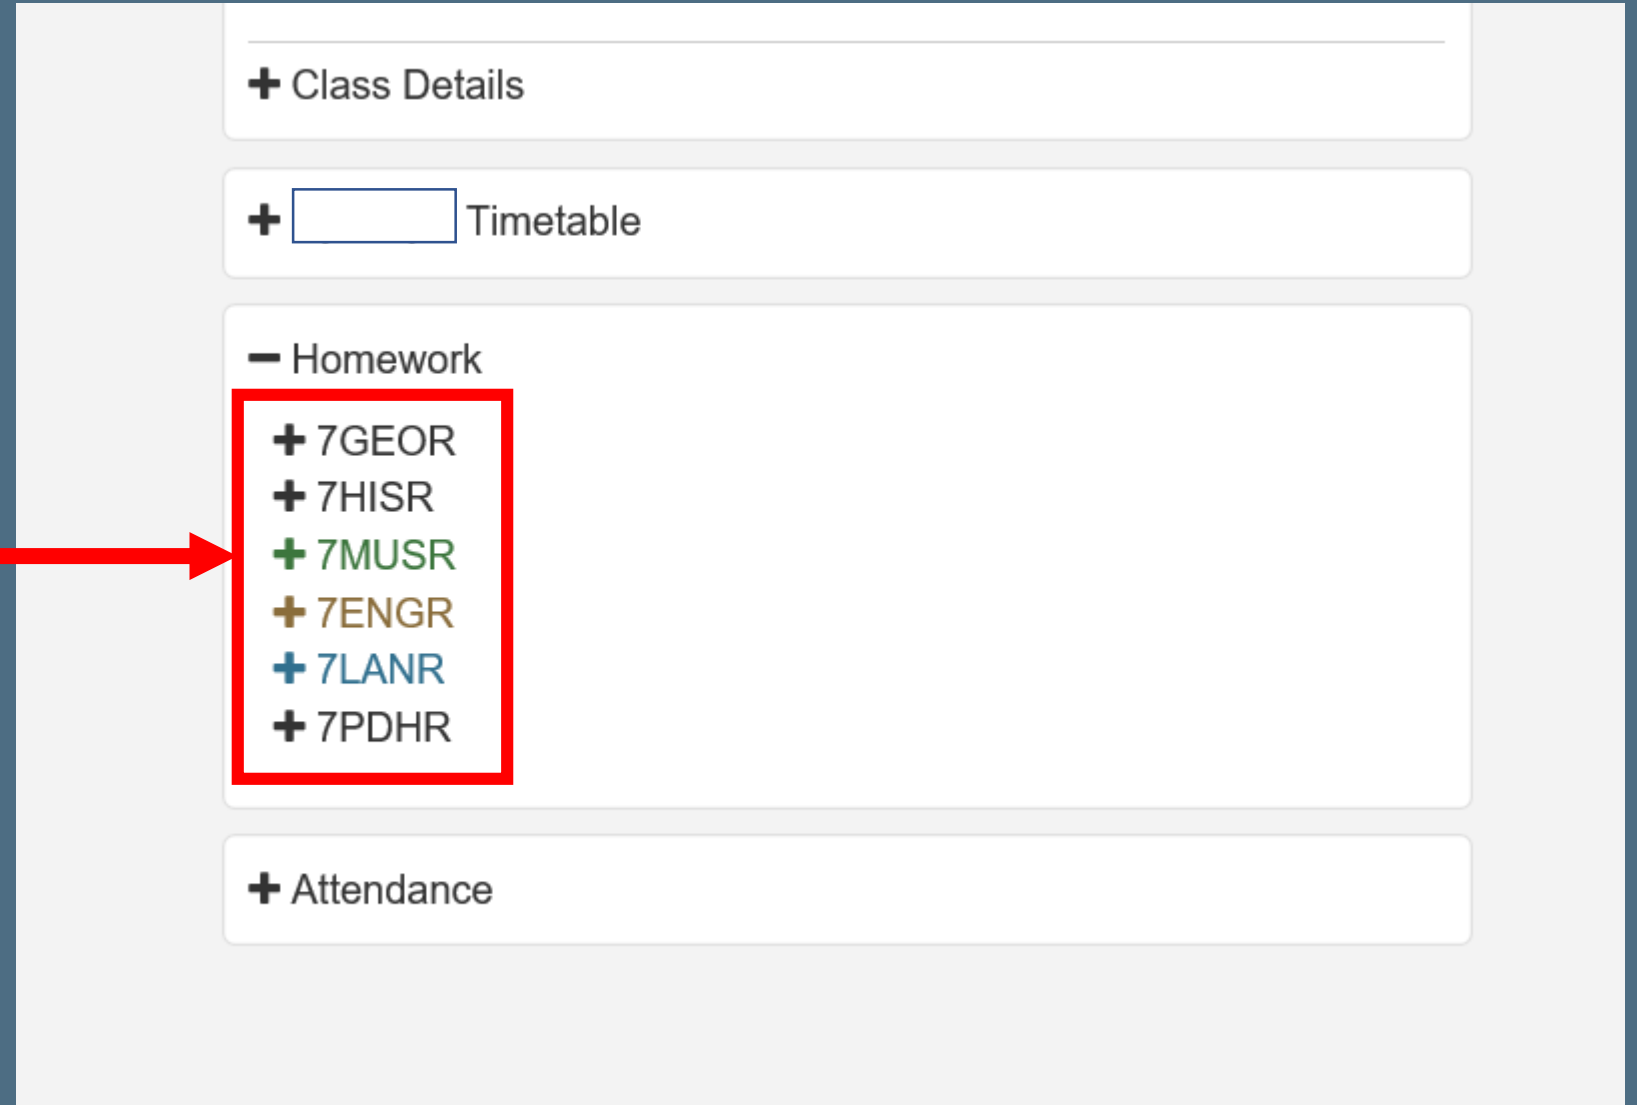 Class Details
Timetable
Homework
7GEOR
7HISR
7MUSR
7ENGR
7LANR
7PDHR
Attendance